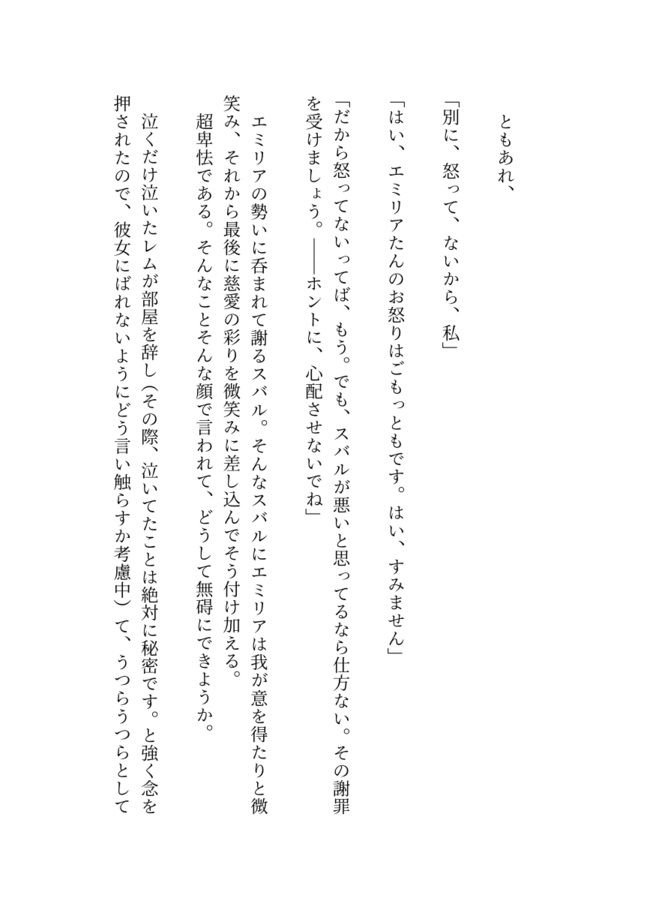 ともあれ、
「別に、怒って、ないから、私」
「はい、エミリアたんのお怒りはごもっともです。はい、すみません」
「だから怒ってないってば、もう。でも、スバルが悪いと思ってるなら仕方ない。その謝罪
を受けましょう。――ホントに、心配させないでね」
エミリアの勢いに呑まれて謝るスバル。そんなスバルにエミリアは我が意を得たりと微
笑み、それから最後に慈愛の彩りを微笑みに差し込んでそう付け加える。
超卑怯である。そんなことそんな顔で言われて、どうして無碍にできようか。
泣くだけ泣いたレムが部屋を辞し（その際、泣いてたことは絶対に秘密です。と強く念を
押されたので、彼女にばれないようにどう言い触らすか考慮中）て、うつらうつらとして